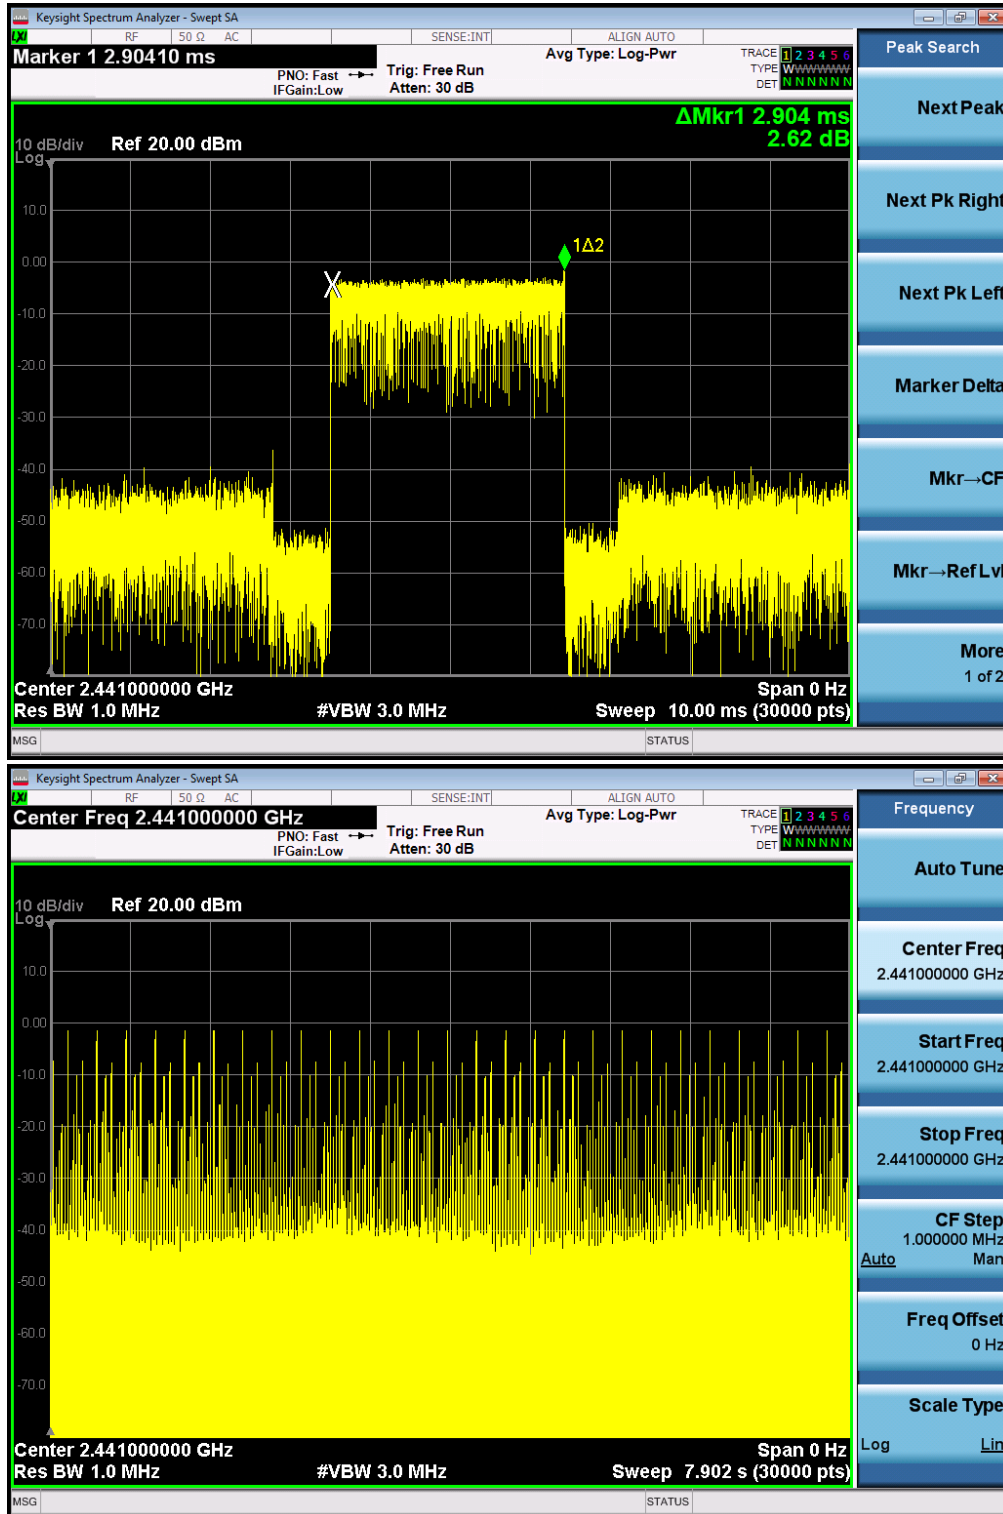 Keysight Spectrum Analyzer - Swept SA
LXI RF 50 Ω AC SENSE:INT ALIGN AUTO
Marker 1 2.90410 ms
PNO: Fast
IFGain:Low
Trig: Free Run
Atten: 30 dB
Avg Type: Log-Pwr
TRACE 1 2 3 4 5 6
TYPE WWWWWW
DET N N N N N N
ΔMkr1 2.904 ms
2.62 dB
10 dB/div Ref 20.00 dBm
Log
10.0
0.00
-10.0
-20.0
-30.0
-40.0
-50.0
-60.0
-70.0
X
1Δ2
Center 2.441000000 GHz Span 0 Hz
Res BW 1.0 MHz #VBW 3.0 MHz Sweep 10.00 ms (30000 pts)
MSG STATUS
Peak Search
Next Peak
Next Pk Right
Next Pk Left
Marker Delta
Mkr→CF
Mkr→Ref Lvl
More
1 of 2
Keysight Spectrum Analyzer - Swept SA
LXI RF 50 Ω AC SENSE:INT ALIGN AUTO
Center Freq 2.441000000 GHz
PNO: Fast
IFGain:Low
Trig: Free Run
Atten: 30 dB
Avg Type: Log-Pwr
TRACE 1 2 3 4 5 6
TYPE WWWWWW
DET N N N N N N
10 dB/div Ref 20.00 dBm
Log
10.0
0.00
-10.0
-20.0
-30.0
-40.0
-50.0
-60.0
-70.0
Center 2.441000000 GHz Span 0 Hz
Res BW 1.0 MHz #VBW 3.0 MHz Sweep 7.902 s (30000 pts)
MSG STATUS
Frequency
Auto Tune
Center Freq
2.441000000 GHz
Start Freq
2.441000000 GHz
Stop Freq
2.441000000 GHz
CF Step
1.000000 MHz
Auto Man
Freq Offset
0 Hz
Scale Type
Log Lin